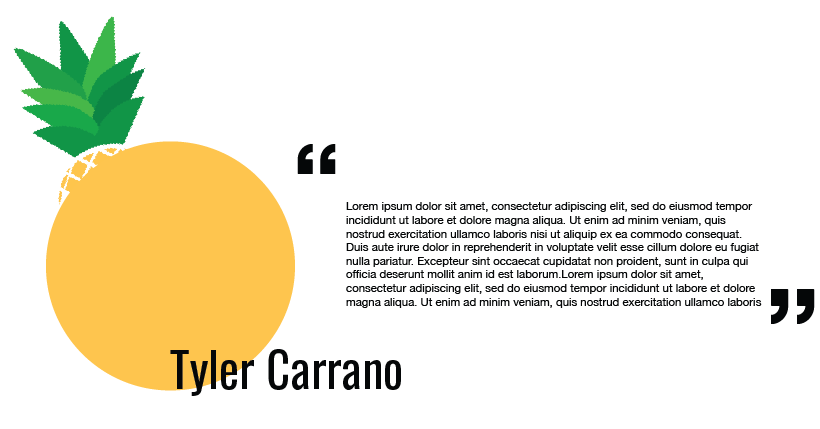 “
Lorem ipsum dolor sit amet, consectetur adipiscing elit, sed do eiusmod tempor
incididunt ut labore et dolore magna aliqua. Ut enim ad minim veniam, quis
nostrud exercitation ullamco laboris nisi ut aliquip ex ea commodo consequat.
Duis aute irure dolor in reprehenderit in voluptate velit esse cillum dolore eu fugiat
nulla pariatur. Excepteur sint occaecat cupidatat non proident, sunt in culpa qui
officia deserunt mollit anim id est laborum.Lorem ipsum dolor sit amet,
consectetur adipiscing elit, sed do eiusmod tempor incididunt ut labore et dolore
magna aliqua. Ut enim ad minim veniam, quis nostrud exercitation ullamco laboris
”
Tyler Carrano